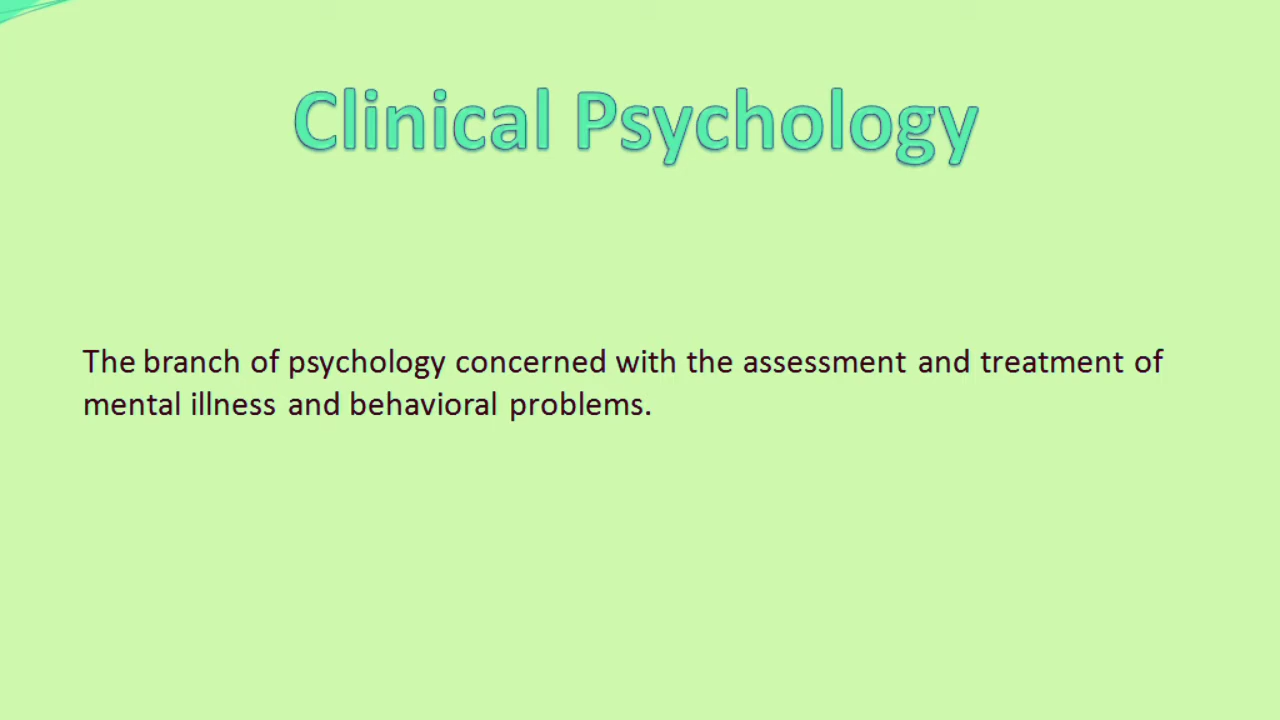 Clinical Psychology
The branch of psychology concerned with the assessment and treatment of
mental illness and behavioral problems.